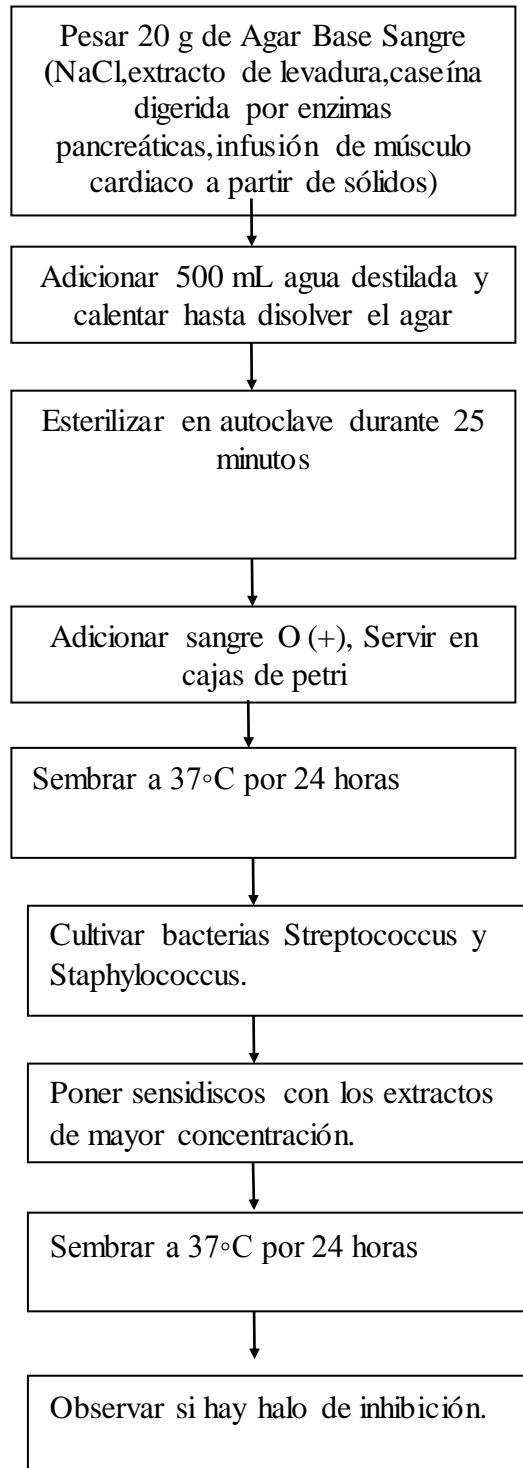 Pesar 20 g de Agar Base Sangre
(NaCl,extracto de levadura,caseína
digerida por enzimas
pancreáticas,infusión de músculo
cardiaco a partir de sólidos)
Adicionar 500 mL agua destilada y
calentar hasta disolver el agar
Esterilizar en autoclave durante 25
minutos
Adicionar sangre O (+), Servir en
cajas de petri
Sembrar a 37◦C por 24 horas
Cultivar bacterias Streptococcus y
Staphylococcus.
Poner sensidiscos con los extractos
de mayor concentración.
Sembrar a 37◦C por 24 horas
Observar si hay halo de inhibición.